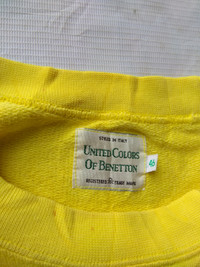 MADE IN ITALY
UNITED COLORS
OF BENETTON
REGISTERED TRADE MARK
46